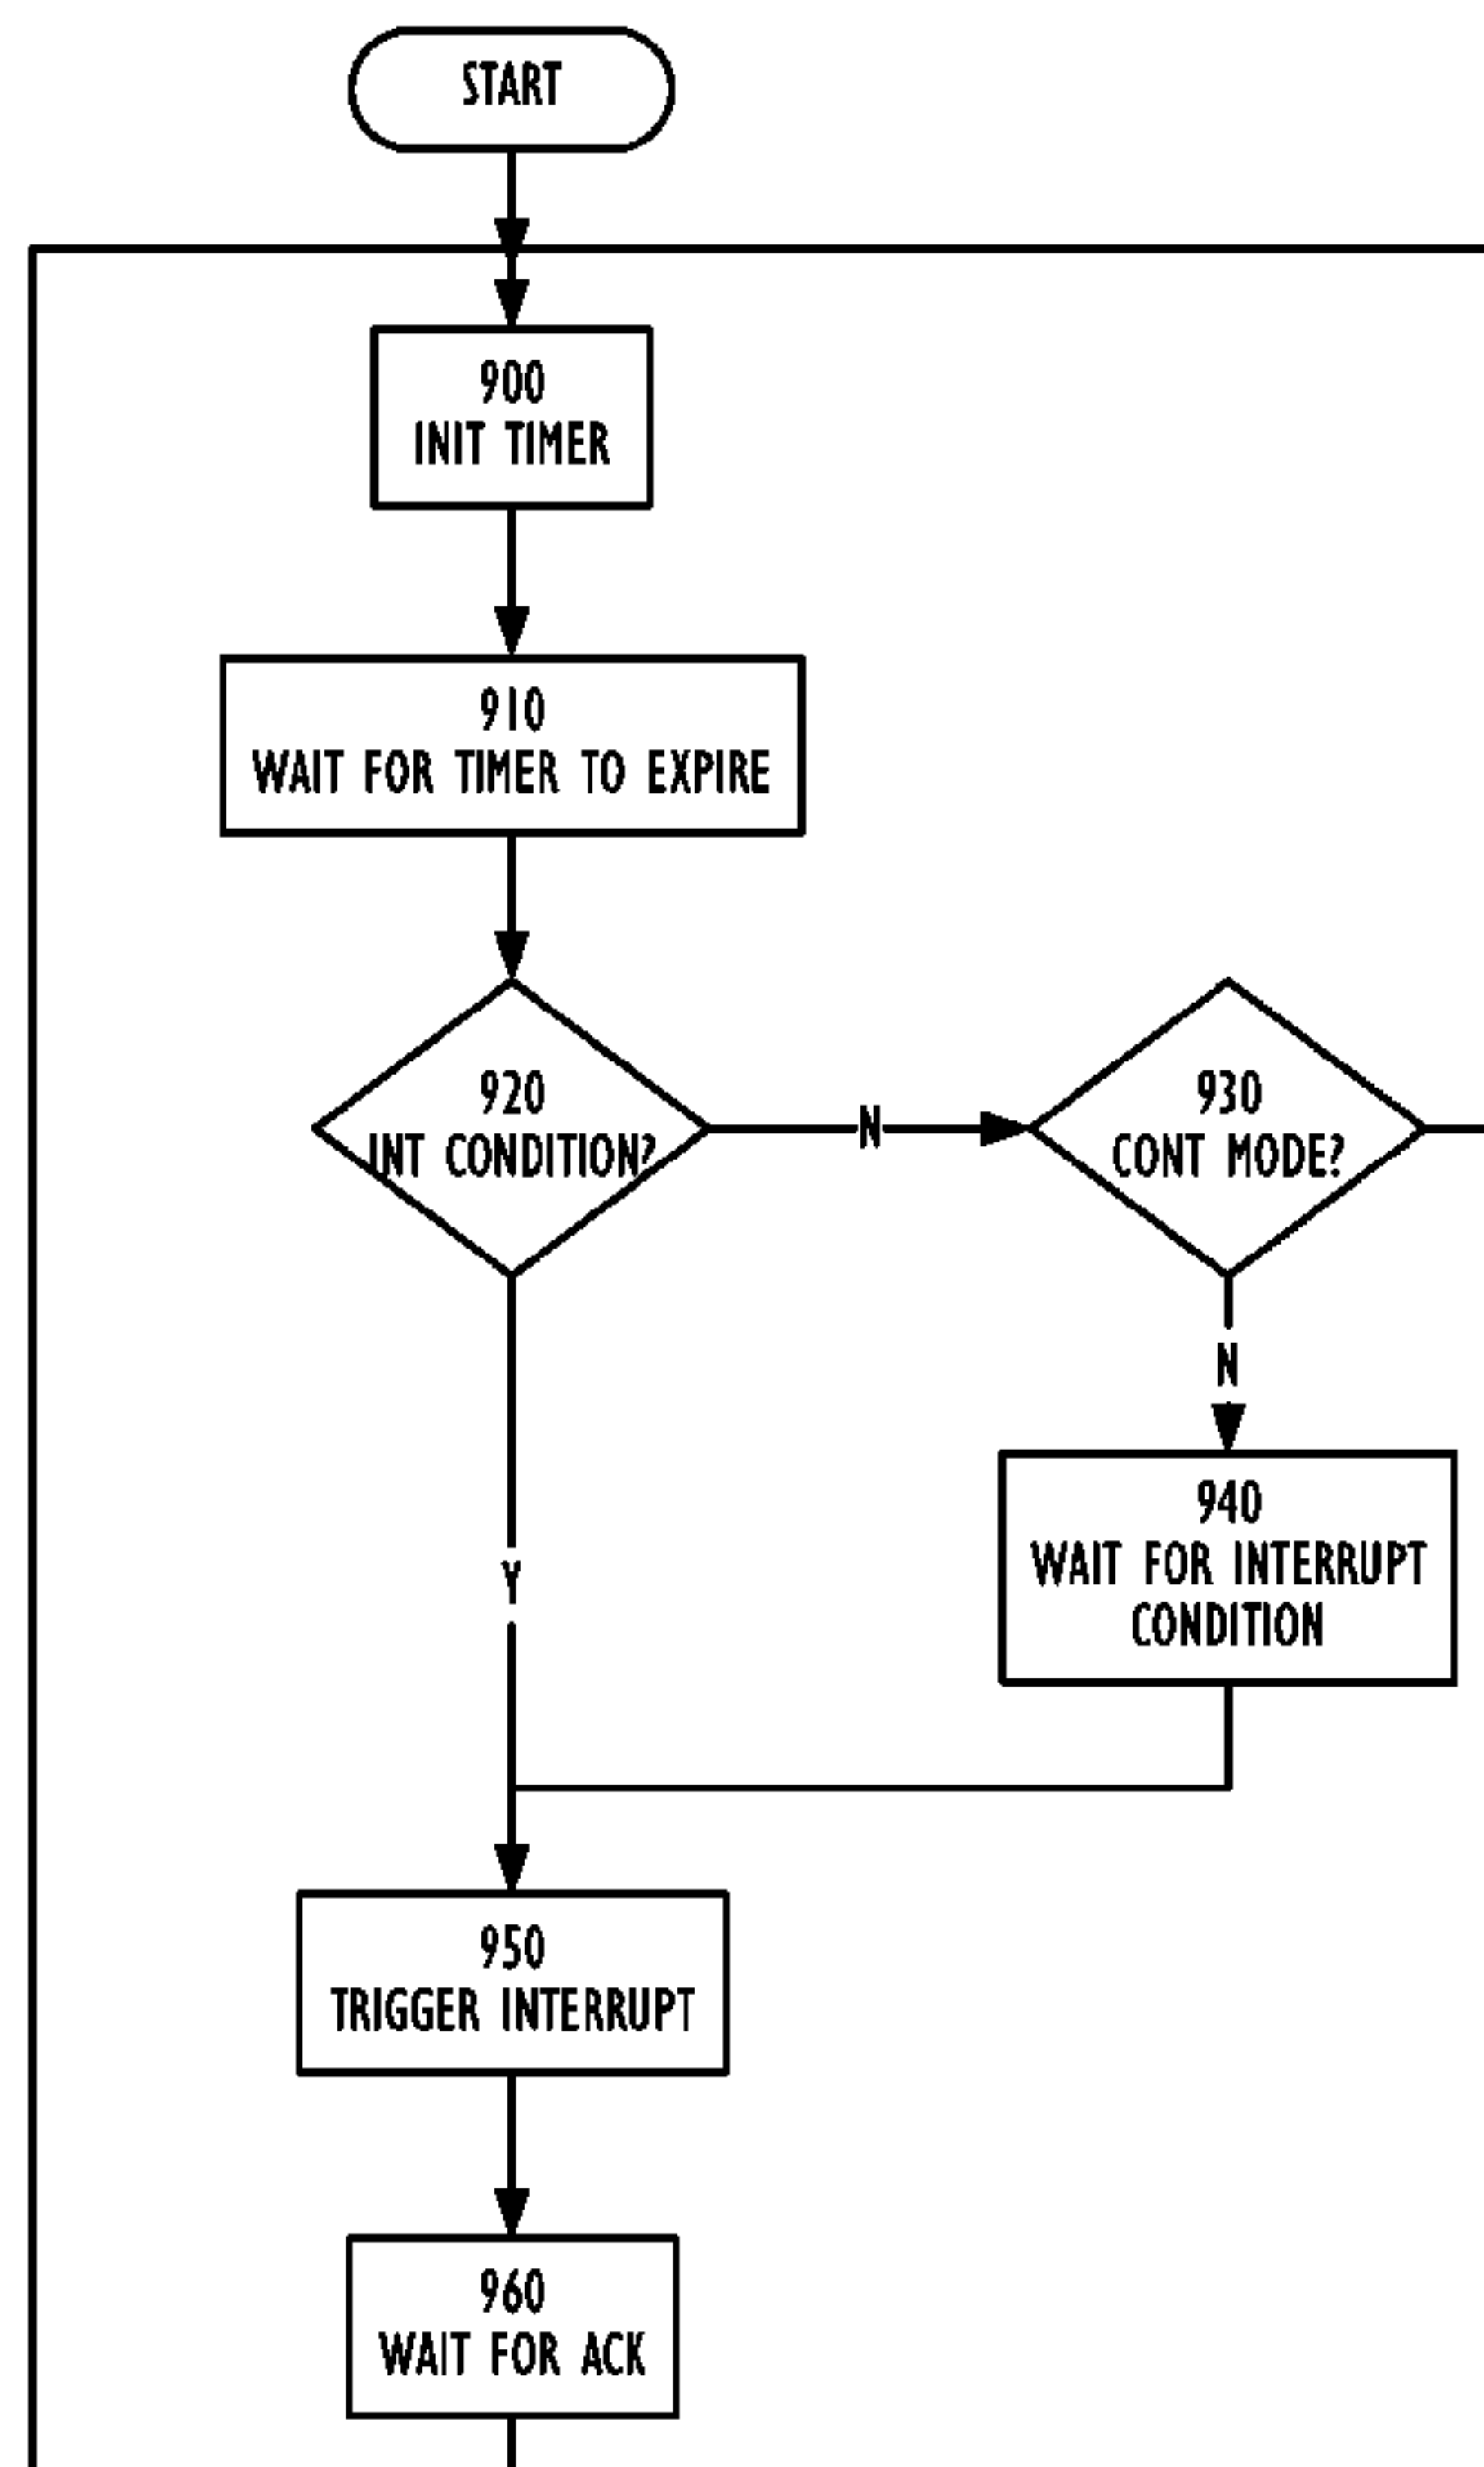 START
900
INIT TIMER
910
WAIT FOR TIMER TO EXPIRE
920
INT CONDITION?
N
930
CONT MODE?
N
940
WAIT FOR INTERRUPT
CONDITION
Y
950
TRIGGER INTERRUPT
960
WAIT FOR ACK